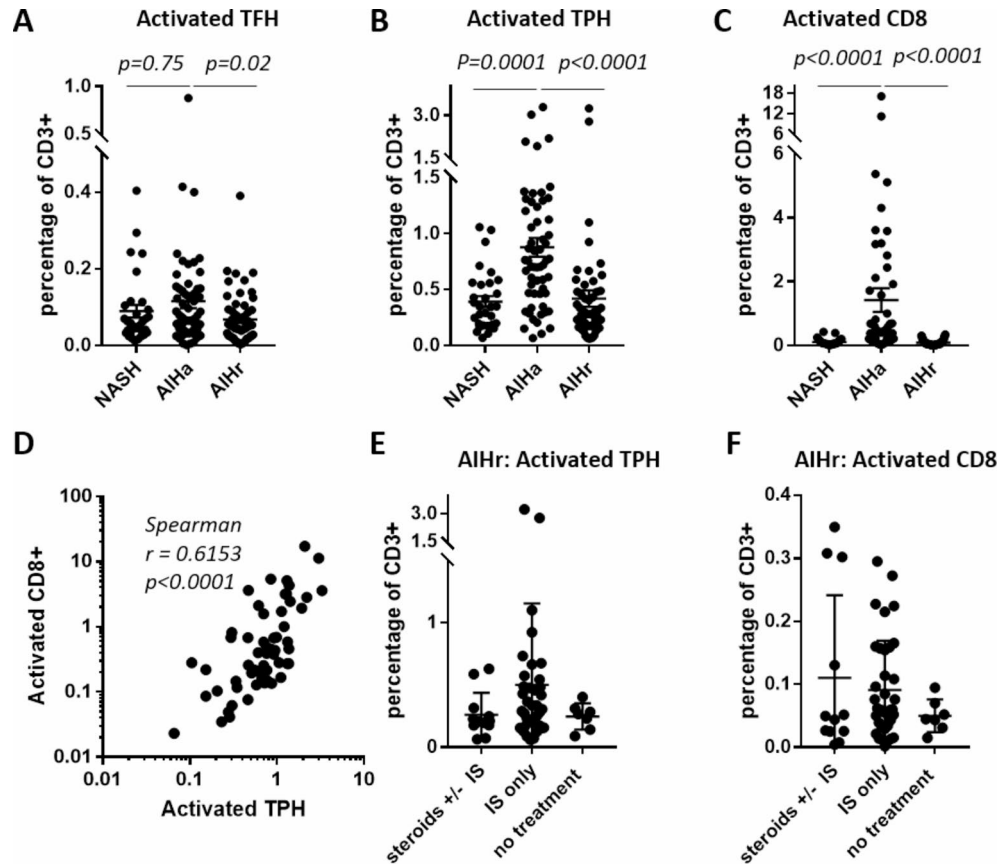 A
Activated TFH
p=0.75
p=0.02
percentage of CD3+
1.0
0.5
0.4
0.2
0.0
NASH
AIHa
AIHr
B
Activated TPH
P=0.0001
p<0.0001
percentage of CD3+
3.0
1.5
1.5
1.0
0.5
0.0
NASH
AIHa
AIHr
C
Activated CD8
p<0.0001
p<0.0001
percentage of CD3+
18
12
6
6
4
2
0
NASH
AIHa
AIHr
D
Spearman
r = 0.6153
p<0.0001
Activated CD8+
100
10
1
0.1
0.01
0.01
0.1
1
10
Activated TPH
E
AIHr: Activated TPH
percentage of CD3+
3.0
1.5
1
0
steroids +/- IS
IS only
no treatment
F
AIHr: Activated CD8
percentage of CD3+
0.4
0.3
0.2
0.1
0.0
steroids +/- IS
IS only
no treatment